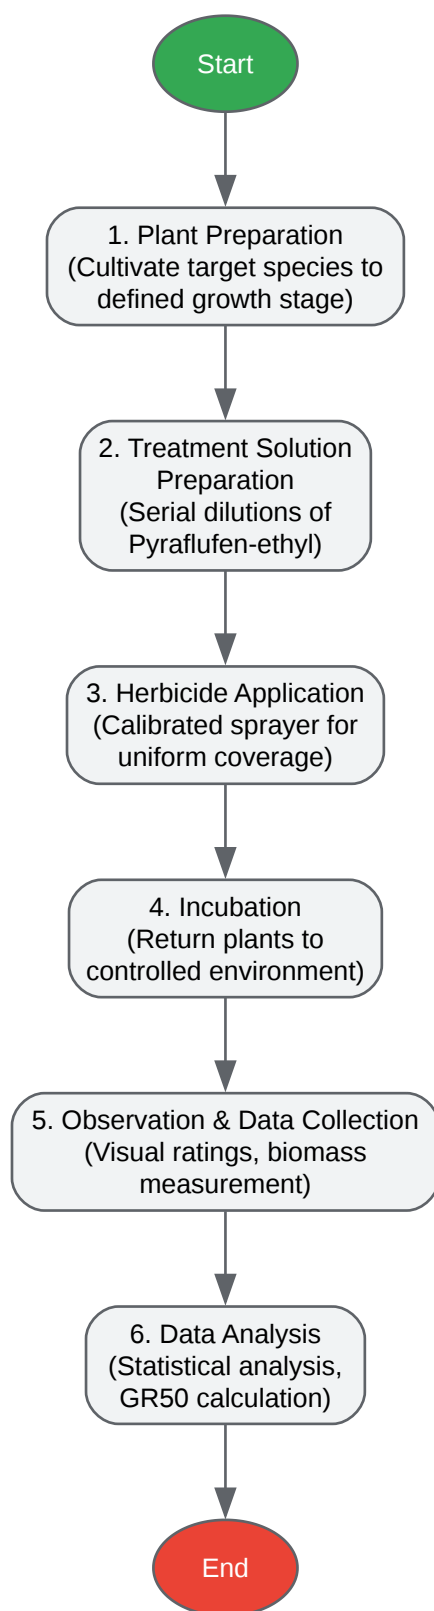 Start
1. Plant Preparation
(Cultivate target species to
defined growth stage)
2. Treatment Solution
Preparation
(Serial dilutions of
Pyraflufen-ethyl)
3. Herbicide Application
(Calibrated sprayer for
uniform coverage)
4. Incubation
(Return plants to
controlled environment)
5. Observation & Data Collection
(Visual ratings, biomass
measurement)
6. Data Analysis
(Statistical analysis,
GR50 calculation)
End